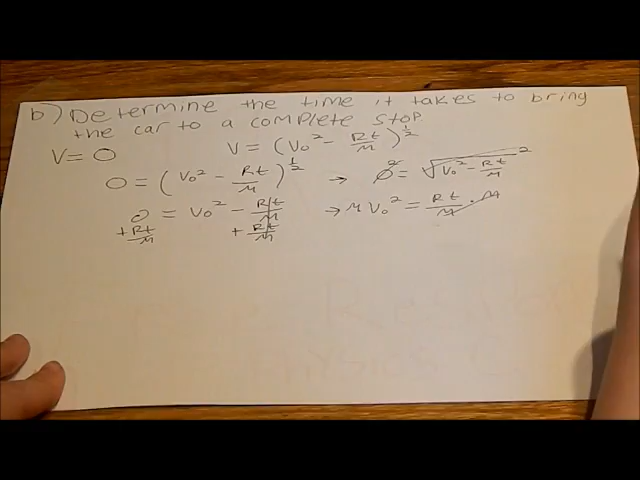 b) Determine the time it takes to bring
the car to a complete stop.
V = 0 V = (V₀² - Rt/M)^½
0 = (V₀² - Rt/M)^½ → 0² = √(V₀² - Rt/M)²
0 = V₀² - Rt/M → M V₀² = Rt/M · M
+Rt/M +Rt/M